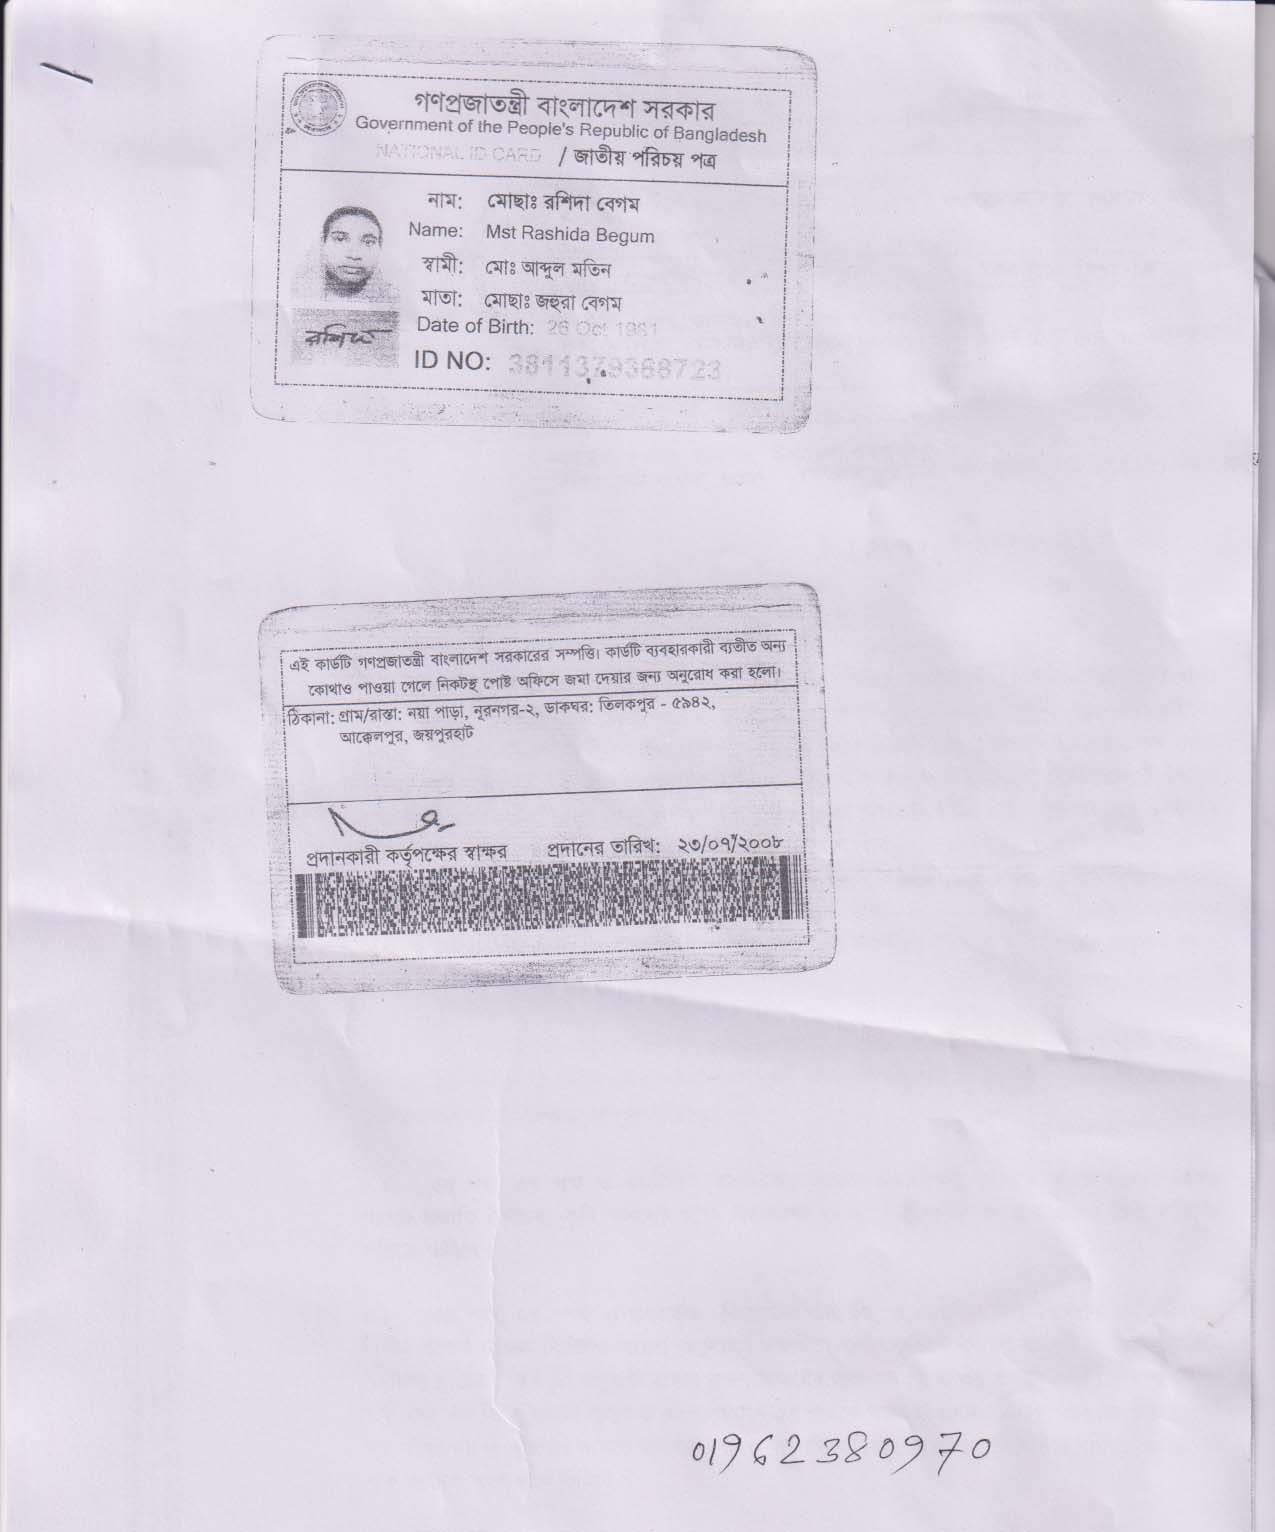 গণপ্রজাতন্ত্রী বাংলাদেশ সরকার
Government of the People's Republic of Bangladesh
NATIONAL ID CARD / জাতীয় পরিচয় পত্র
নাম: মোছাঃ রশিদা বেগম
Name: Mst Rashida Begum
স্বামী: মোঃ আব্দুল মতিন
মাতা: মোছাঃ জহুরা বেগম
Date of Birth: 26 Oct 1981
ID NO: 3811379368723
রশিদা
এই কার্ডটি গণপ্রজাতন্ত্রী বাংলাদেশ সরকারের সম্পত্তি। কার্ডটি ব্যবহারকারী ব্যতীত অন্য
কোথাও পাওয়া গেলে নিকটস্থ পোষ্ট অফিসে জমা দেয়ার জন্য অনুরোধ করা হলো।
ঠিকানা: গ্রাম/রাস্তা: নয়া পাড়া, নূরনগর-২, ডাকঘর: তিলকপুর - ৫৯৪২,
আক্কেলপুর, জয়পুরহাট
প্রদানকারী কর্তৃপক্ষের স্বাক্ষর প্রদানের তারিখ: ২৩/০৭/২০০৮
01962380970